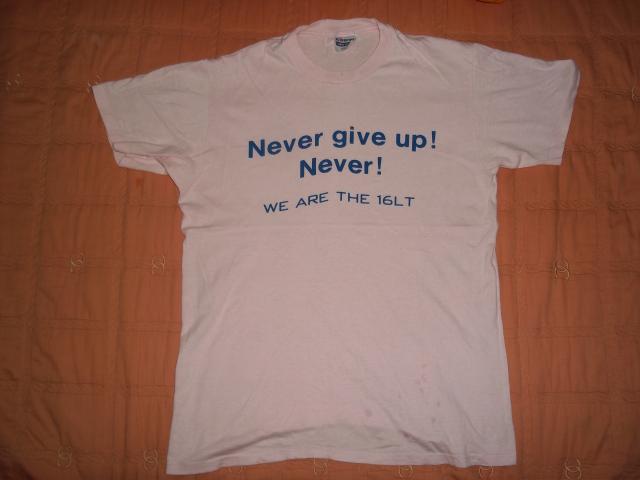 Never give up!
Never!
WE ARE THE 16LT